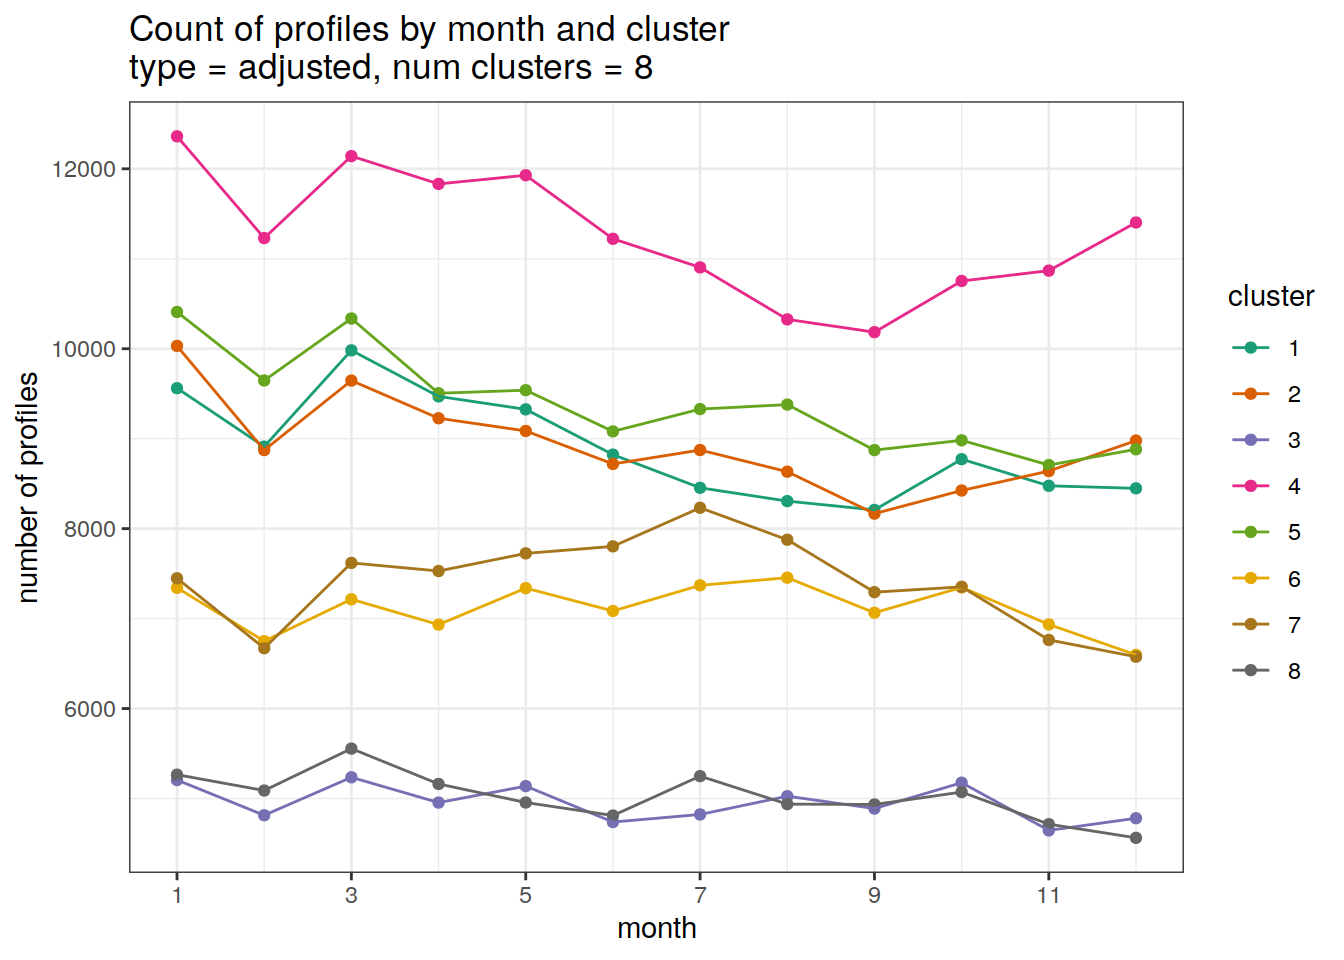 Count of profiles by month and cluster
type = adjusted, num clusters = 8
number of profiles
12000
10000
8000
6000
1 3 5 7 9 11
month
cluster
1
2
3
4
5
6
7
8